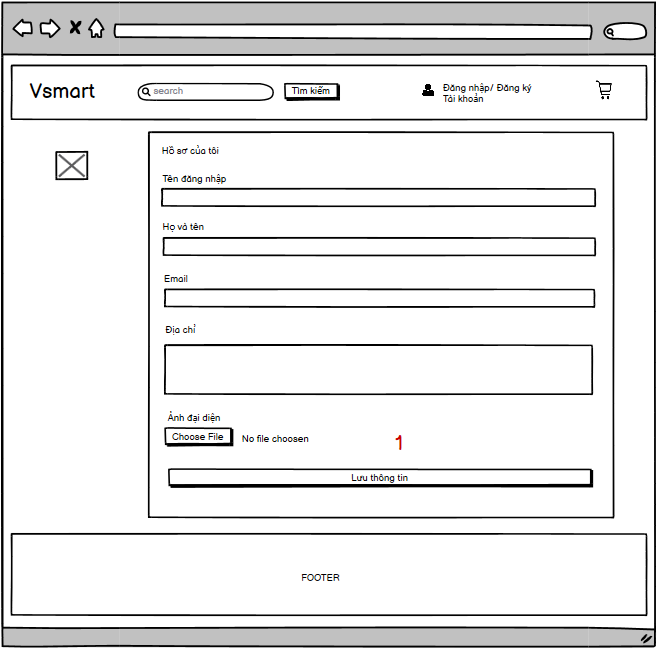 Vsmart
search
Tìm kiếm
Đăng nhập/ Đăng ký
Tài khoản
Hồ sơ của tôi
Tên đăng nhập
Họ và tên
Email
Địa chỉ
Ảnh đại diện
Choose File
No file choosen
1
Lưu thông tin
FOOTER